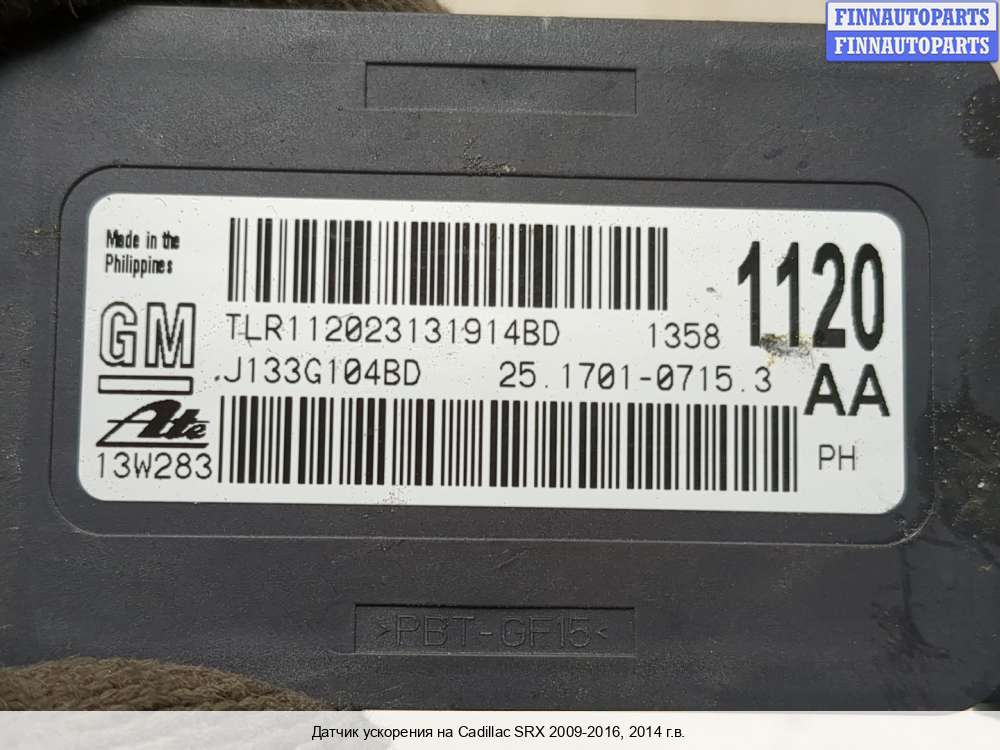 FINNAUTOPARTS
FINNAUTOPARTS
Made in the
Philippines
GM
TLR112023131914BD 1358
1120
.J133G104BD 25.1701-0715.3
AA
Ate
13W283
PH
>PBT-GF15<
Датчик ускорения на Cadillac SRX 2009-2016, 2014 г.в.